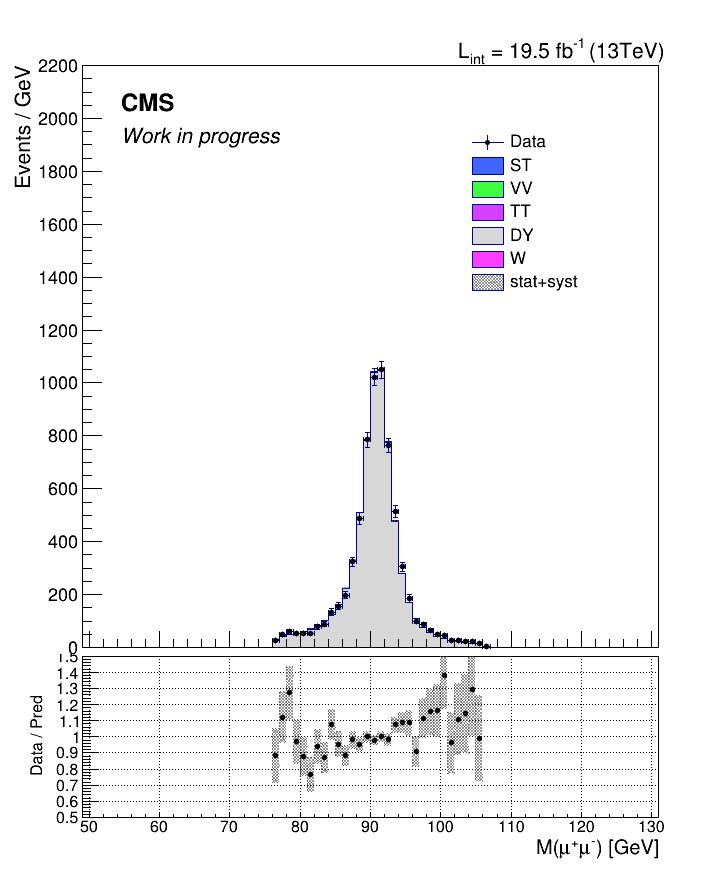 L_int = 19.5 fb^-1 (13TeV)
Events / GeV
2200
2000
1800
1600
1400
1200
1000
800
600
400
200
0
CMS
Work in progress
Data
ST
VV
TT
DY
W
stat+syst
Data / Pred
1.5
1.4
1.3
1.2
1.1
1
0.9
0.8
0.7
0.6
0.5
50 60 70 80 90 100 110 120 130
M(μ⁺μ⁻) [GeV]